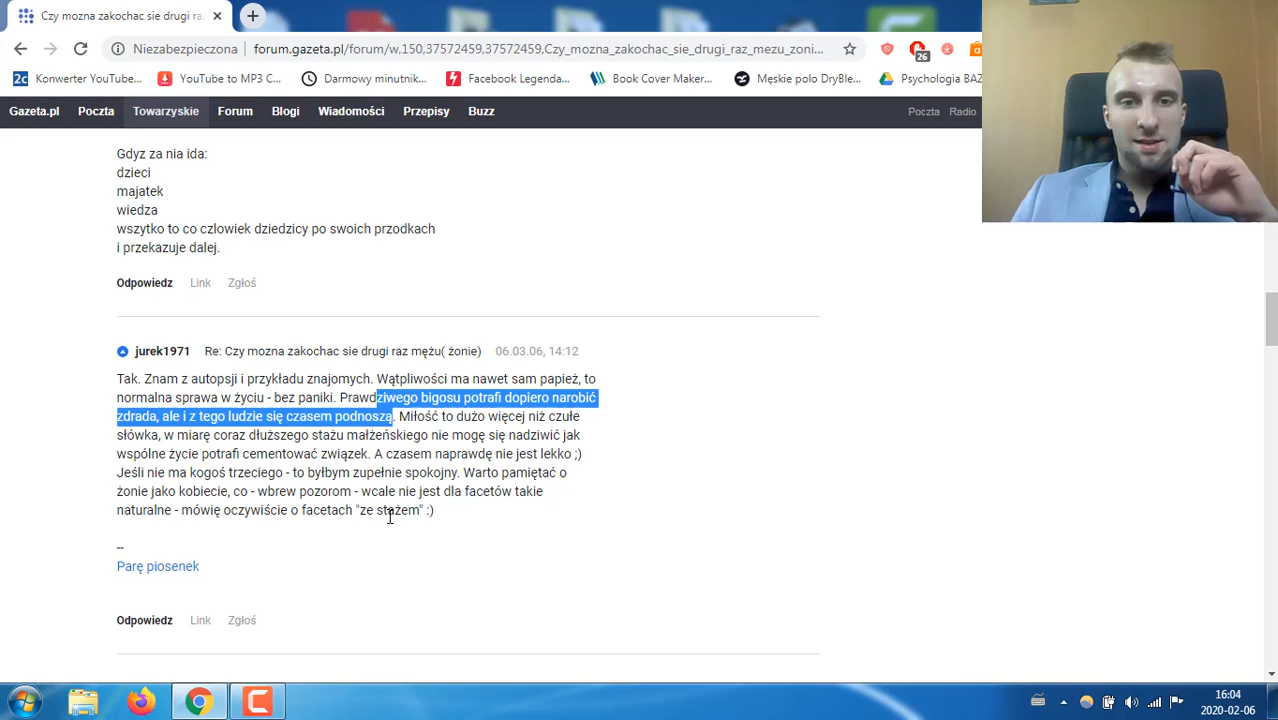 Czy mozna zakochac sie drugi raz
Niezabezpieczona
forum.gazeta.pl/forum/w,150,37572459,37572459,Czy_mozna_zakochac_sie_drugi_raz_mezu_zoni...
26
2c Konwerter YouTube...
YouTube to MP3 C...
Darmowy minutnik...
Facebook Legenda...
Book Cover Maker...
Męskie polo DryBle...
Psychologia BAZ
Gazeta.pl Poczta Towarzyskie Forum Blogi Wiadomości Przepisy Buzz Poczta Radio
Gdyz za nia ida:
dzieci
majatek
wiedza
wszytko to co czlowiek dziedzicy po swoich przodkach
i przekazuje dalej.
Odpowiedz Link Zgłoś
jurek1971 Re: Czy mozna zakochac sie drugi raz mężu( żonie) 06.03.06, 14:12
Tak. Znam z autopsji i przykładu znajomych. Wątpliwości ma nawet sam papież, to
normalna sprawa w życiu - bez paniki. Prawdziwego bigosu potrafi dopiero narobić
zdrada, ale i z tego ludzie się czasem podnoszą. Miłość to dużo więcej niż czułe
słówka, w miarę coraz dłuższego stażu małżeńskiego nie mogę się nadziwić jak
wspólne życie potrafi cementować związek. A czasem naprawdę nie jest lekko ;)
Jeśli nie ma kogoś trzeciego - to byłbym zupełnie spokojny. Warto pamiętać o
żonie jako kobiecie, co - wbrew pozorom - wcale nie jest dla facetów takie
naturalne - mówię oczywiście o facetach "ze stażem" :)
--
Parę piosenek
Odpowiedz Link Zgłoś
16:04
2020-02-06